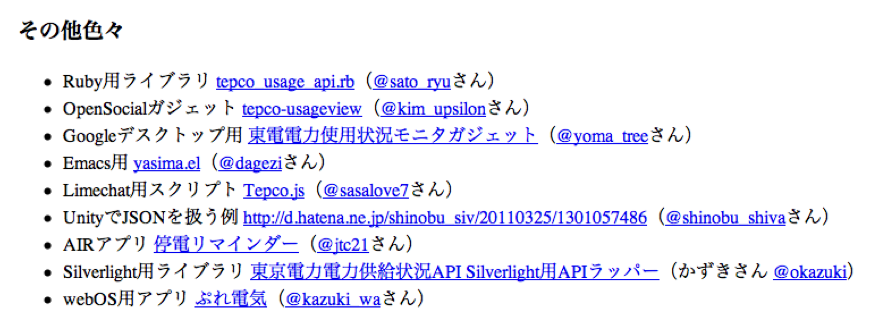 その他色々
• Ruby用ライブラリ tepco_usage_api.rb（@sato_ryuさん）
• OpenSocialガジェット tepco-usageview（@kim_upsilonさん）
• Googleデスクトップ用 東電電力使用状況モニタガジェット（@yoma_treeさん）
• Emacs用 yasima.el（@dageziさん）
• Limechat用スクリプト Tepco.js（@sasalove7さん）
• UnityでJSONを扱う例 http://d.hatena.ne.jp/shinobu_siv/20110325/1301057486（@shinobu_shivaさん）
• AIRアプリ 停電リマインダー（@jtc21さん）
• Silverlight用ライブラリ 東京電力電力供給状況API Silverlight用APIラッパー（かずきさん @okazuki）
• webOS用アプリ ぷれ電気（@kazuki_waさん）